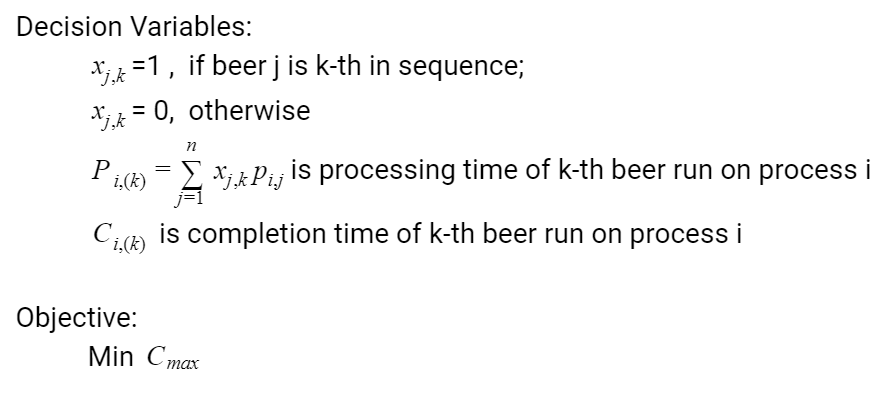 Decision Variables:
x_{j,k} =1 , if beer j is k-th in sequence;
x_{j,k} = 0, otherwise
P_{i,(k)} = \sum_{j=1}^{n} x_{j,k} p_{i,j} is processing time of k-th beer run on process i
C_{i,(k)} is completion time of k-th beer run on process i
Objective:
Min C_{max}